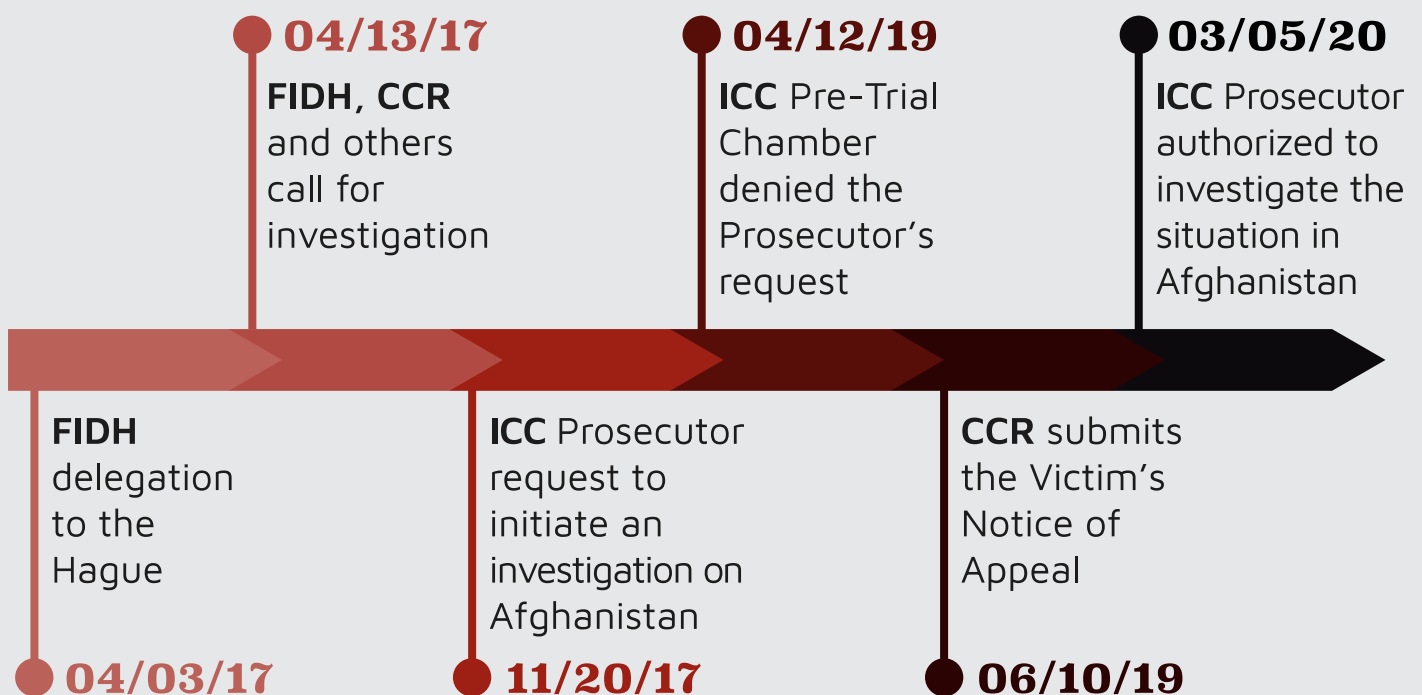 04/13/17
FIDH, CCR
and others
call for
investigation
04/12/19
ICC Pre-Trial
Chamber
denied the
Prosecutor’s
request
03/05/20
ICC Prosecutor
authorized to
investigate the
situation in
Afghanistan
FIDH
delegation
to the
Hague
04/03/17
ICC Prosecutor
request to
initiate an
investigation on
Afghanistan
11/20/17
CCR submits
the Victim’s
Notice of
Appeal
06/10/19